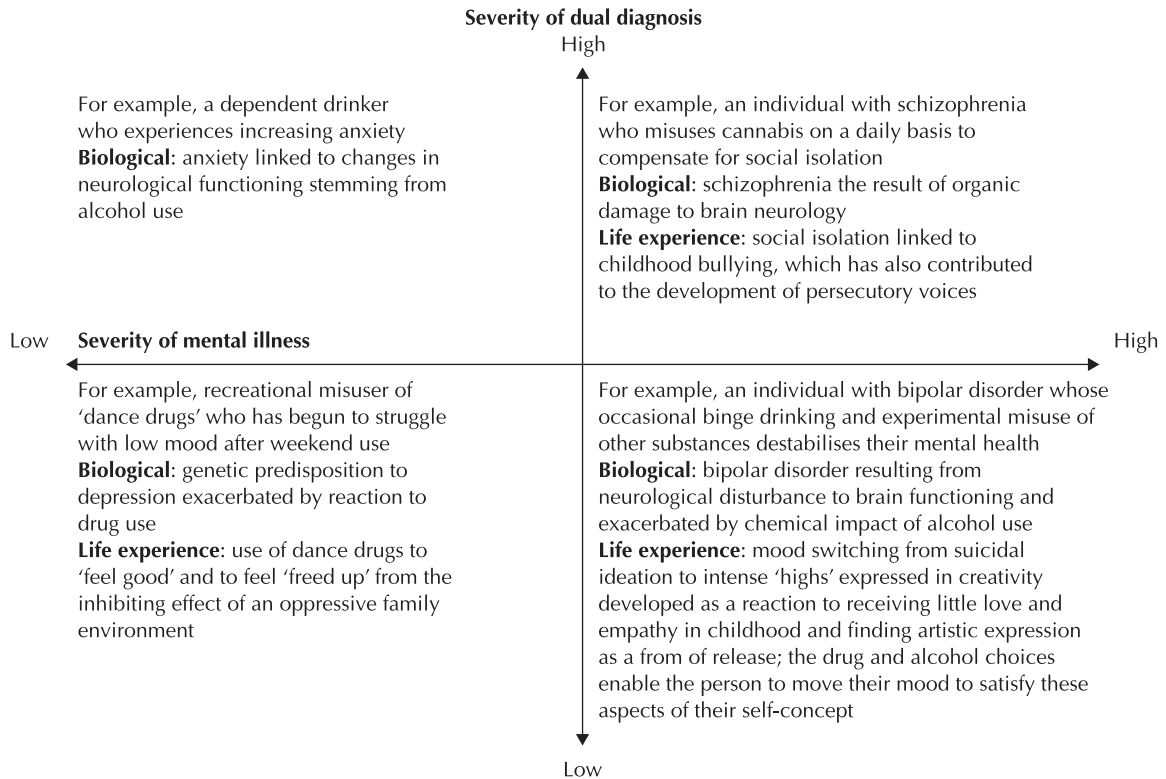 Severity of dual diagnosis
High
For example, a dependent drinker
who experiences increasing anxiety
Biological: anxiety linked to changes in
neurological functioning stemming from
alcohol use
For example, an individual with schizophrenia
who misuses cannabis on a daily basis to
compensate for social isolation
Biological: schizophrenia the result of organic
damage to brain neurology
Life experience: social isolation linked to
childhood bullying, which has also contributed
to the development of persecutory voices
Low
Severity of mental illness
High
For example, recreational misuser of
‘dance drugs’ who has begun to struggle
with low mood after weekend use
Biological: genetic predisposition to
depression exacerbated by reaction to
drug use
Life experience: use of dance drugs to
‘feel good’ and to feel ‘freed up’ from the
inhibiting effect of an oppressive family
environment
For example, an individual with bipolar disorder whose
occasional binge drinking and experimental misuse of
other substances destabilises their mental health
Biological: bipolar disorder resulting from
neurological disturbance to brain functioning and
exacerbated by chemical impact of alcohol use
Life experience: mood switching from suicidal
ideation to intense ‘highs’ expressed in creativity
developed as a reaction to receiving little love and
empathy in childhood and finding artistic expression
as a from of release; the drug and alcohol choices
enable the person to move their mood to satisfy these
aspects of their self-concept
Low